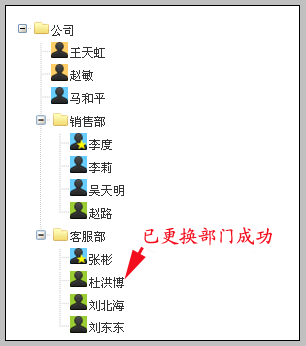 公司
王天虹
赵敏
马和平
销售部
李度
李莉
吴天明
赵路
客服部
已更换部门成功
张彬
杜洪博
刘北海
刘东东